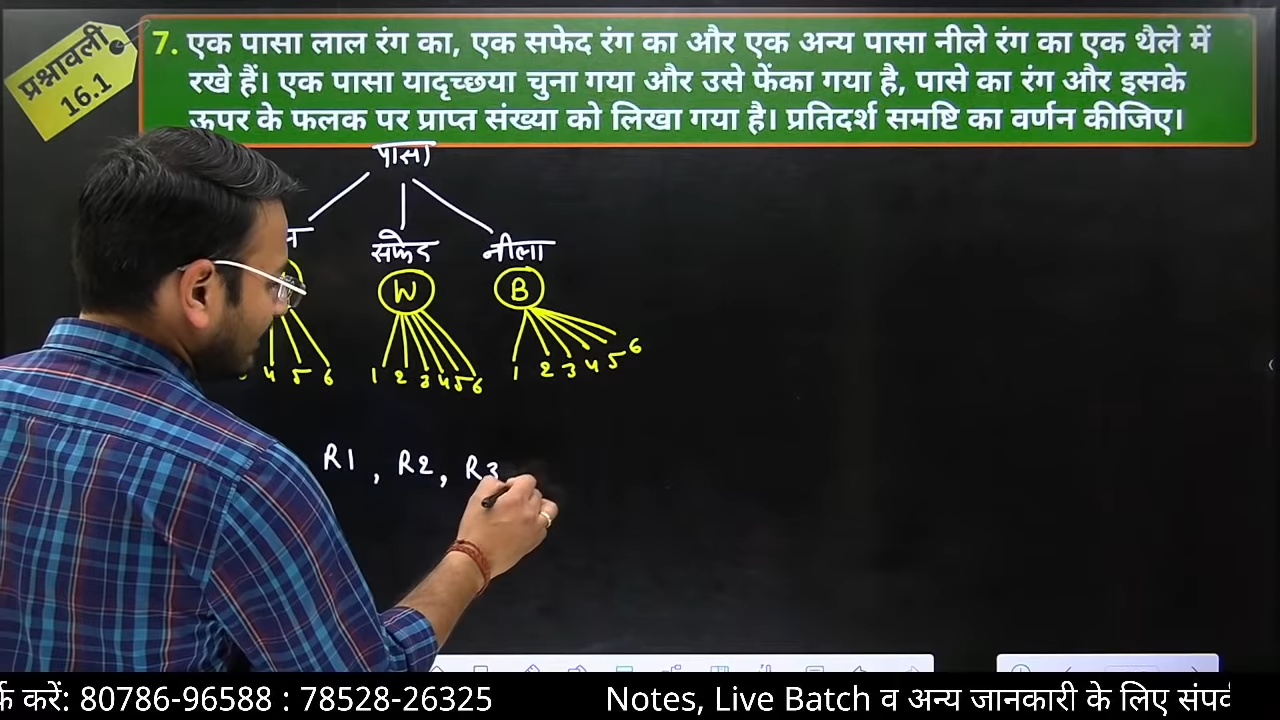 प्रश्नावली
16.1
7. एक पासा लाल रंग का, एक सफेद रंग का और एक अन्य पासा नीले रंग का एक थैले में
रखे हैं। एक पासा यादृच्छया चुना गया और उसे फेंका गया है, पासे का रंग और इसके
ऊपर के फलक पर प्राप्त संख्या को लिखा गया है। प्रतिदर्श समष्टि का वर्णन कीजिए।
पासा
सफेद नीला
W B
4 5 6 1 2 3 4 5 6 1 2 3 4 5 6
R1 , R2 , R3
र्क करें: 80786-96588 : 78528-26325 Notes, Live Batch व अन्य जानकारी के लिए संपर्क